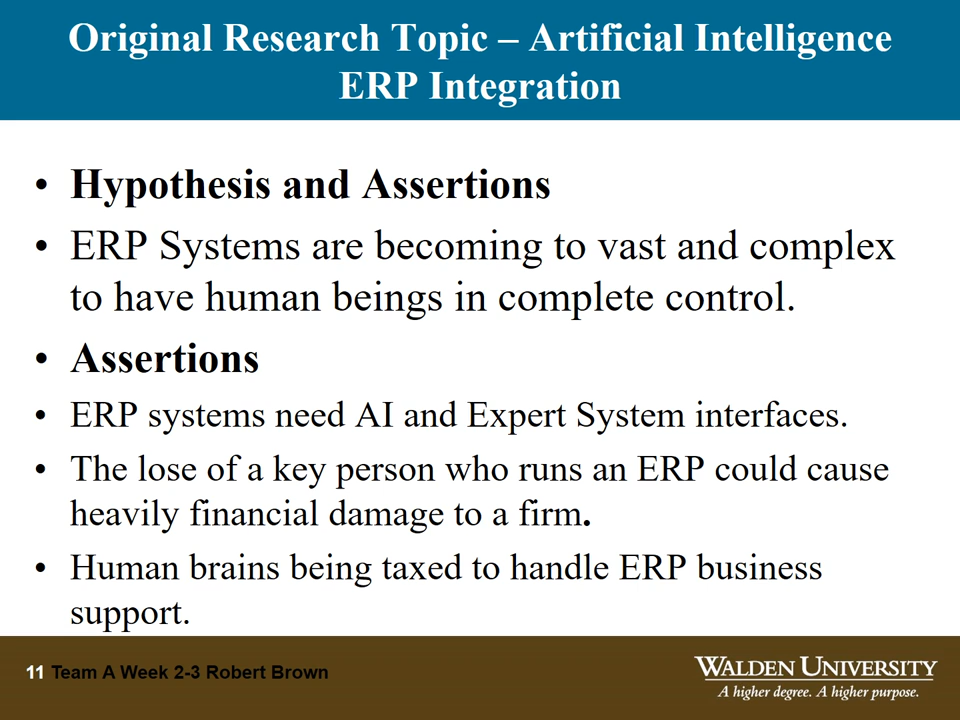 Original Research Topic – Artificial Intelligence
ERP Integration
• Hypothesis and Assertions
• ERP Systems are becoming to vast and complex
to have human beings in complete control.
• Assertions
• ERP systems need AI and Expert System interfaces.
• The lose of a key person who runs an ERP could cause
heavily financial damage to a firm.
• Human brains being taxed to handle ERP business
support.
11 Team A Week 2-3 Robert Brown
WALDEN UNIVERSITY
A higher degree. A higher purpose.